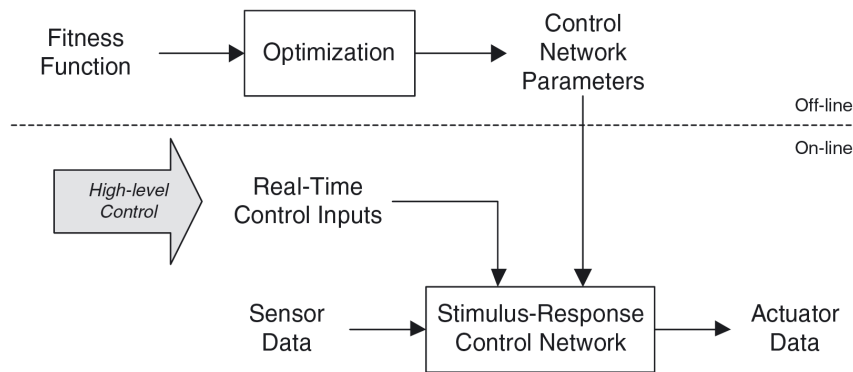 Fitness
Function
Optimization
Control
Network
Parameters
Off-line
On-line
High-level
Control
Real-Time
Control Inputs
Sensor
Data
Stimulus-Response
Control Network
Actuator
Data